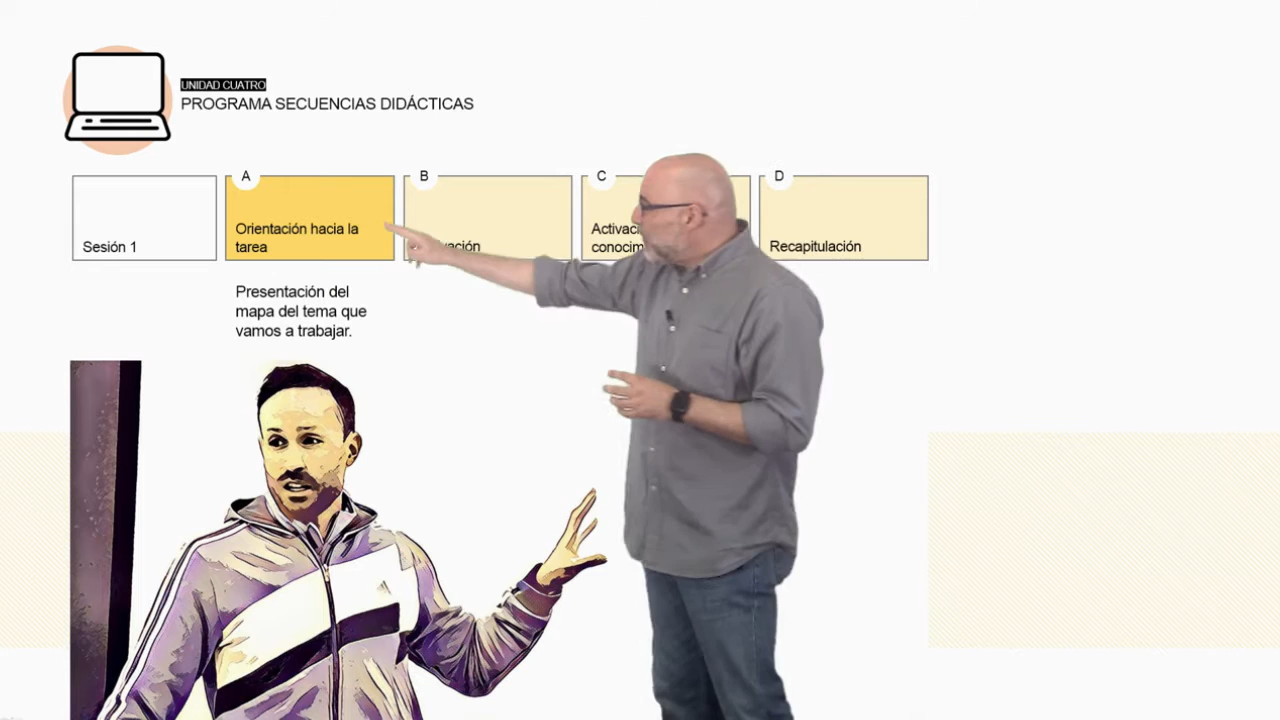 UNIDAD CUATRO
PROGRAMA SECUENCIAS DIDÁCTICAS
A
B
C
D
Sesión 1
Orientación hacia la
tarea
Recapitulación
Presentación del
mapa del tema que
vamos a trabajar.